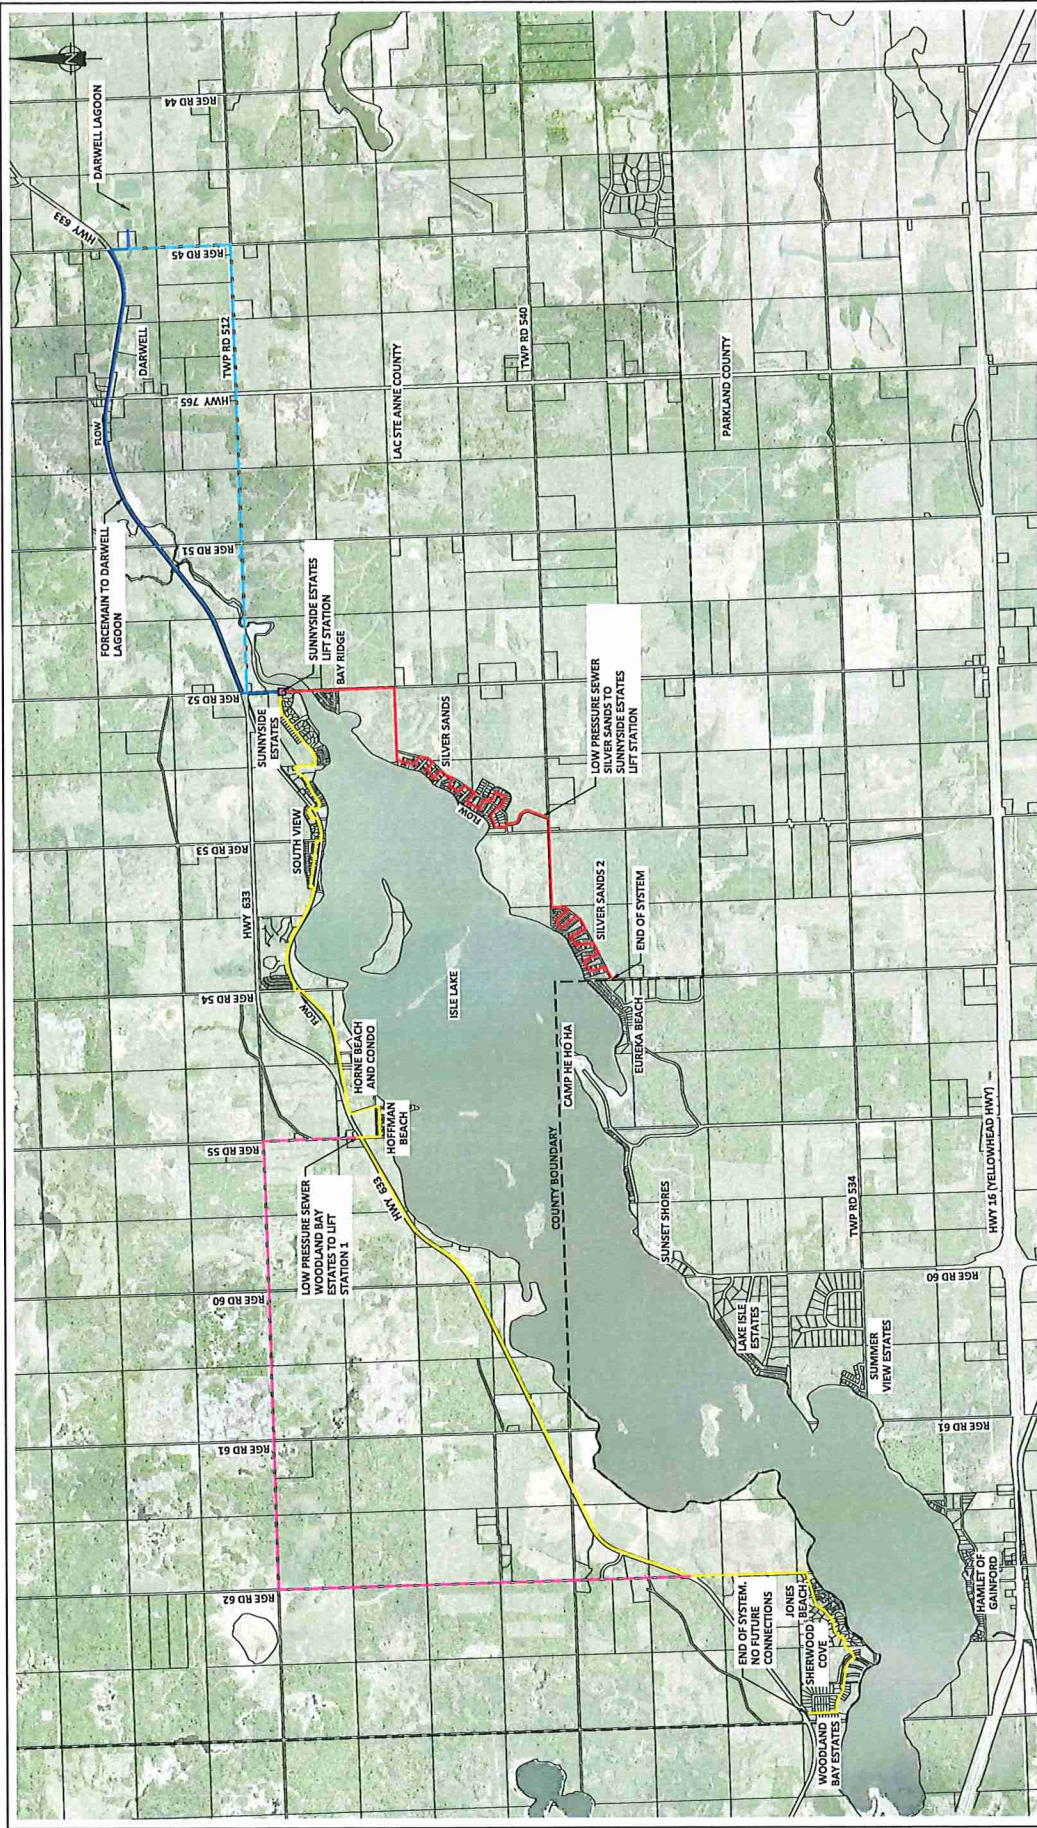 N
RGE RD 44
DARWELL LAGOON
HWY 633
RGE RD 45
DARWELL
TWP RD 512
HWY 765
FLOW
FORCEMAIN TO DARWELL
LAGOON
RGE RD 51
LAC STE ANNE COUNTY
TWP RD 540
PARKLAND COUNTY
RGE RD 52
SUNNYSIDE
ESTATES
SUNNYSIDE ESTATES
LIFT STATION
BAY RIDGE
SILVER SANDS
FLOW
LOW PRESSURE SEWER
SILVER SANDS TO
SUNNYSIDE ESTATES
LIFT STATION
RGE RD 53
SOUTH VIEW
HWY 633
SILVER SANDS 2
END OF SYSTEM
RGE RD 54
FLOW
ISLE LAKE
EUREKA BEACH
CAMP HE HO HA
HORNE BEACH
AND CONDO
HOFFMAN
BEACH
RGE RD 55
LOW PRESSURE SEWER
WOODLAND BAY
ESTATES TO LIFT
STATION 1
HWY 633
COUNTY BOUNDARY
SUNSET SHORES
TWP RD 534
HWY 16 (YELLOWHEAD HWY)
RGE RD 60
RGE RD 60
LAKE ISLE
ESTATES
SUMMER
VIEW ESTATES
RGE RD 61
RGE RD 61
RGE RD 62
HAMLET OF
GAINFORD
JONES
BEACH
SHERWOOD
COVE
END OF SYSTEM.
NO FUTURE
CONNECTIONS
WOODLAND
BAY ESTATES